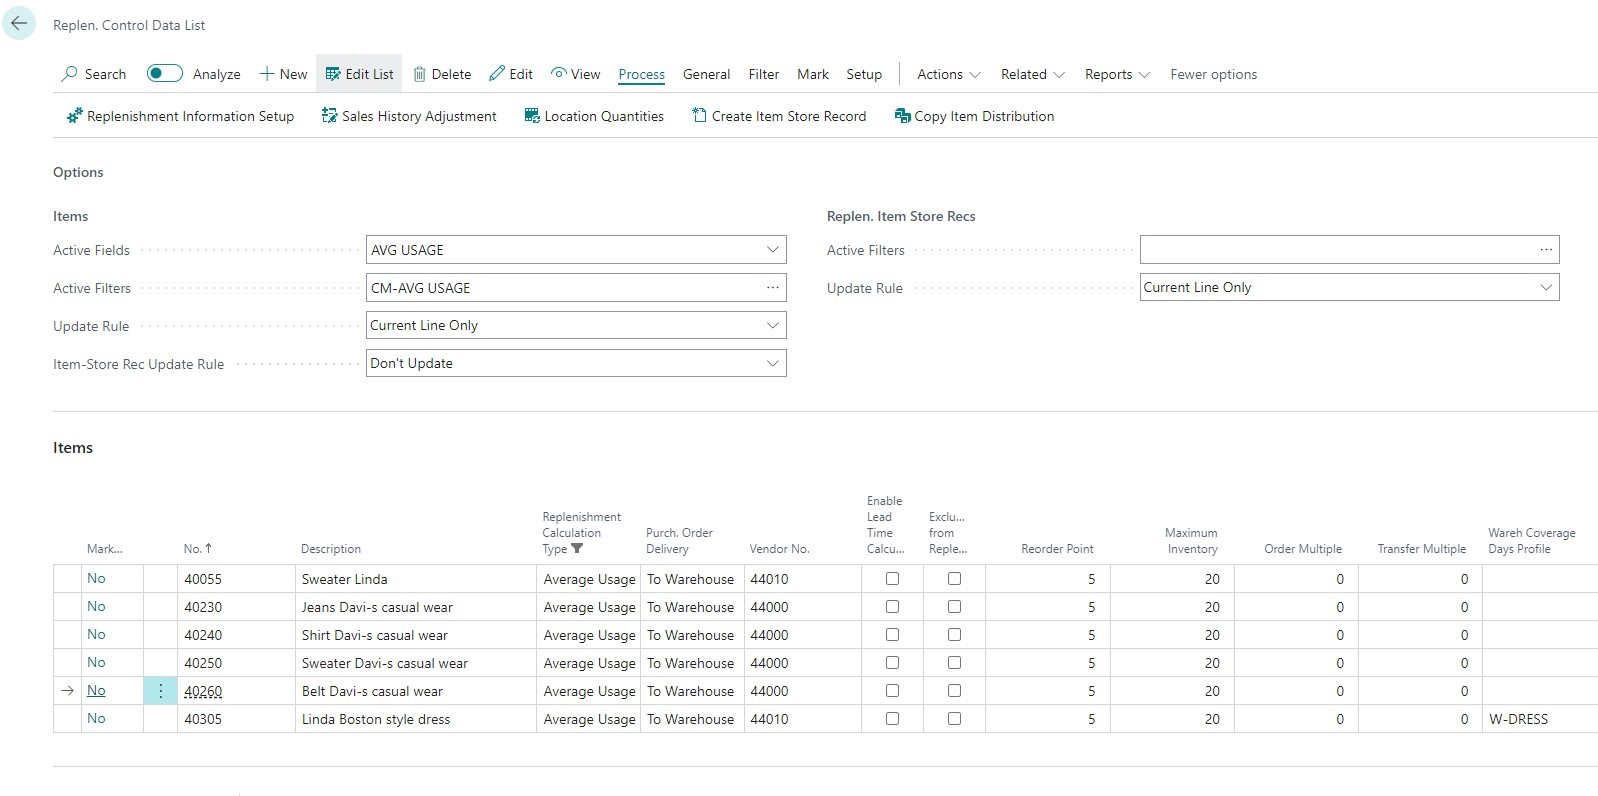 Replen. Control Data List
Search Analyze New Edit List Delete Edit View Process General Filter Mark Setup Actions Related Reports Fewer options
Replenishment Information Setup Sales History Adjustment Location Quantities Create Item Store Record Copy Item Distribution
Options
Items Replen. Item Store Recs
Active Fields AVG USAGE Active Filters
Active Filters CM-AVG USAGE Update Rule Current Line Only
Update Rule Current Line Only
Item-Store Rec Update Rule Don't Update
Items
Mark... No. Description Replenishment Calculation Type Purch. Order Delivery Vendor No. Enable Lead Time Calcu... Exclu... from Reple... Reorder Point Maximum Inventory Order Multiple Transfer Multiple Wareh Coverage Days Profile
No 40055 Sweater Linda Average Usage To Warehouse 44010 5 20 0 0
No 40230 Jeans Davi-s casual wear Average Usage To Warehouse 44000 5 20 0 0
No 40240 Shirt Davi-s casual wear Average Usage To Warehouse 44000 5 20 0 0
No 40250 Sweater Davi-s casual wear Average Usage To Warehouse 44000 5 20 0 0
No 40260 Belt Davi-s casual wear Average Usage To Warehouse 44000 5 20 0 0
No 40305 Linda Boston style dress Average Usage To Warehouse 44010 5 20 0 0 W-DRESS